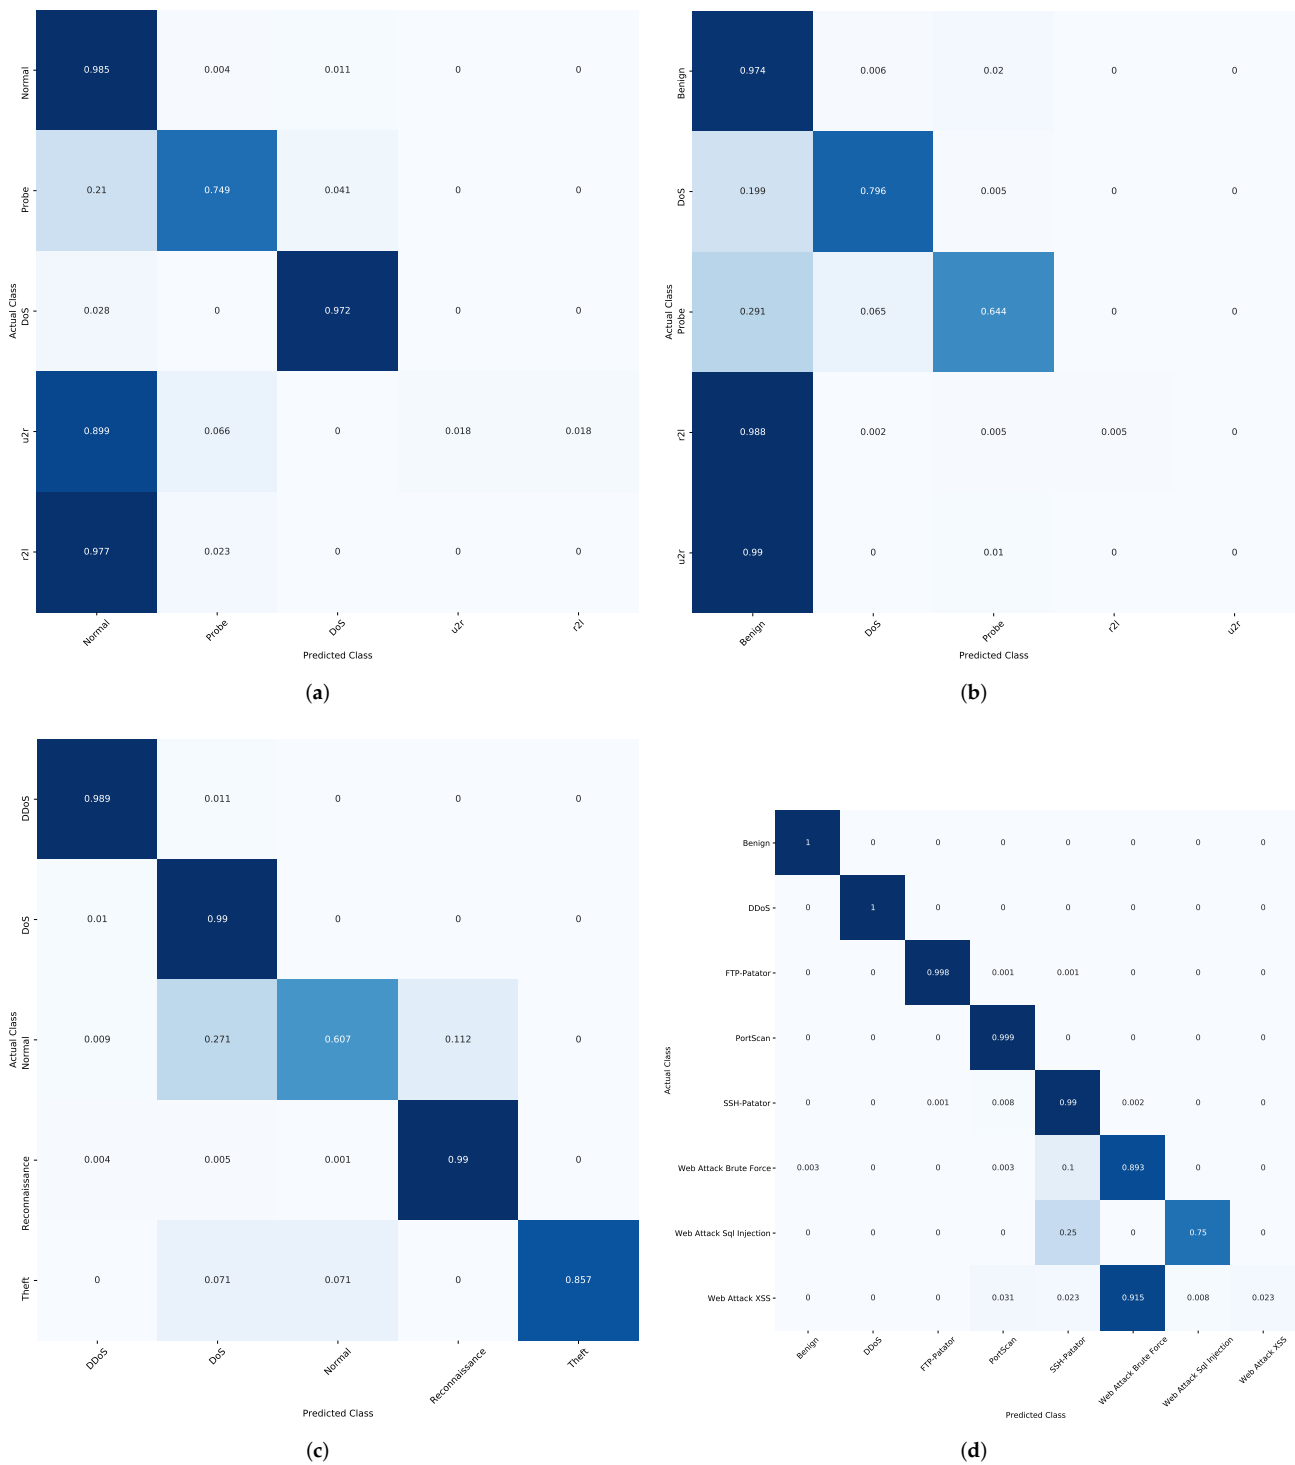 Actual Class
Normal 0.985 0.004 0.011 0 0
Probe 0.21 0.749 0.041 0 0
DoS 0.028 0 0.972 0 0
u2r 0.899 0.066 0 0.018 0.018
r2l 0.977 0.023 0 0 0
Normal Probe DoS u2r r2l
Predicted Class
(a)
Actual Class
Benign 0.974 0.006 0.02 0 0
DoS 0.199 0.796 0.005 0 0
Probe 0.291 0.065 0.644 0 0
r2l 0.988 0.002 0.005 0.005 0
u2r 0.99 0 0.01 0 0
Benign DoS Probe r2l u2r
Predicted Class
(b)
Actual Class
DDoS 0.989 0.011 0 0 0
DoS 0.01 0.99 0 0 0
Normal 0.009 0.271 0.607 0.112 0
Reconnaissance 0.004 0.005 0.001 0.99 0
Theft 0 0.071 0.071 0 0.857
DDoS DoS Normal Reconnaissance Theft
Predicted Class
(c)
Actual Class
Benign 1 0 0 0 0 0 0 0
DDoS 0 1 0 0 0 0 0 0
FTP-Patator 0 0 0.998 0.001 0.001 0 0 0
PortScan 0 0 0 0.999 0 0 0 0
SSH-Patator 0 0 0.001 0.008 0.99 0.002 0 0
Web Attack Brute Force 0.003 0 0 0.003 0.1 0.893 0 0
Web Attack Sql Injection 0 0 0 0 0.25 0 0.75 0
Web Attack XSS 0 0 0 0.031 0.023 0.915 0.008 0.023
Benign DDoS FTP-Patator PortScan SSH-Patator Web Attack Brute Force Web Attack Sql Injection Web Attack XSS
Predicted Class
(d)